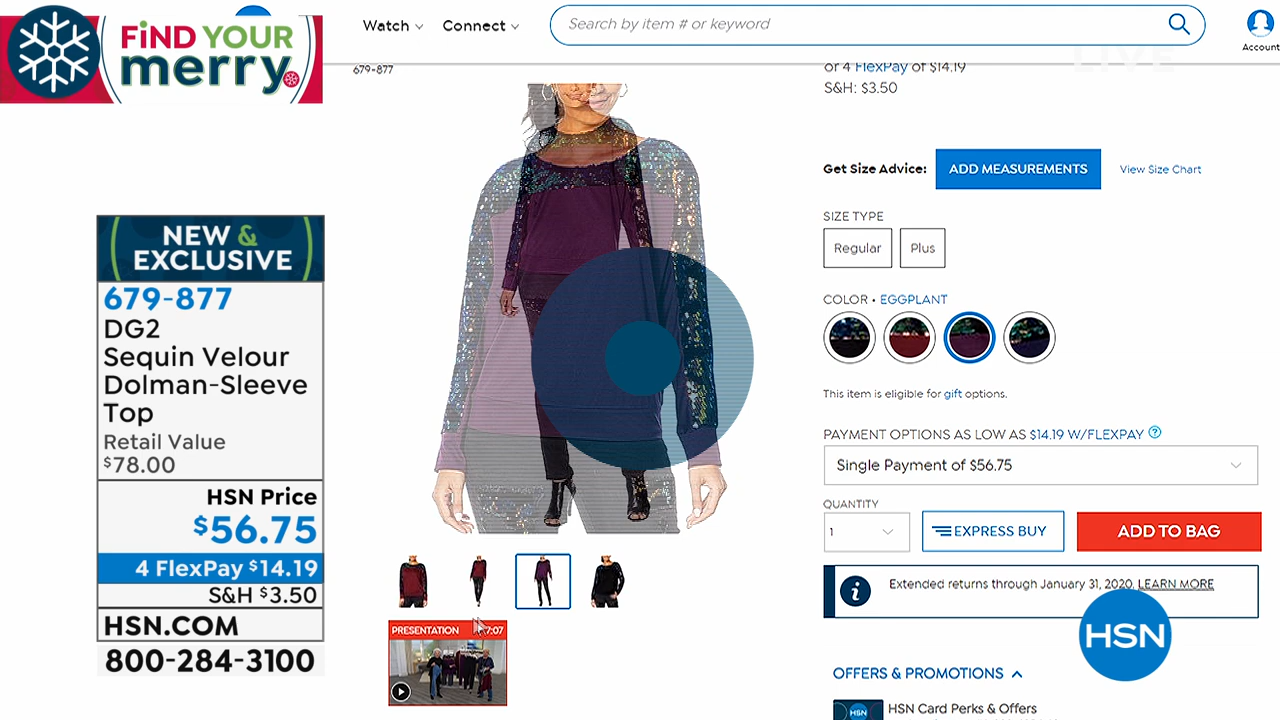 FiND YOUR
merry.
Watch
Connect
Search by item # or keyword
Account
LIVE
679-877
or 4 FlexPay of $14.19
S&H: $3.50
Get Size Advice:
ADD MEASUREMENTS
View Size Chart
SIZE TYPE
Regular
Plus
COLOR • EGGPLANT
This item is eligible for gift options.
PAYMENT OPTIONS AS LOW AS $14.19 W/FLEXPAY ?
Single Payment of $56.75
QUANTITY
1
EXPRESS BUY
ADD TO BAG
i
Extended returns through January 31, 2020. LEARN MORE
HSN
OFFERS & PROMOTIONS
HSN
HSN Card Perks & Offers
NEW &
EXCLUSIVE
679-877
DG2
Sequin Velour
Dolman-Sleeve
Top
Retail Value
$78.00
HSN Price
$56.75
4 FlexPay $14.19
S&H $3.50
HSN.COM
800-284-3100
PRESENTATION
7:07